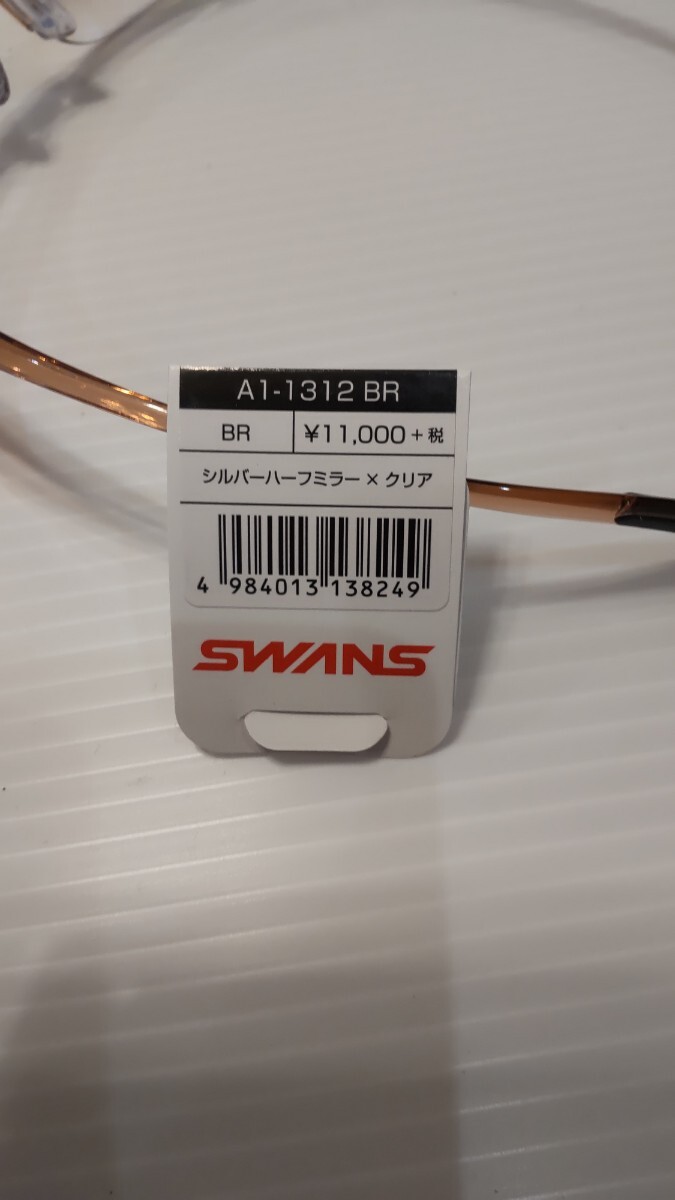 A1-1312 BR
BR ¥11,000+税
シルバーハーフミラー×クリア
4 984013 138249
SWANS